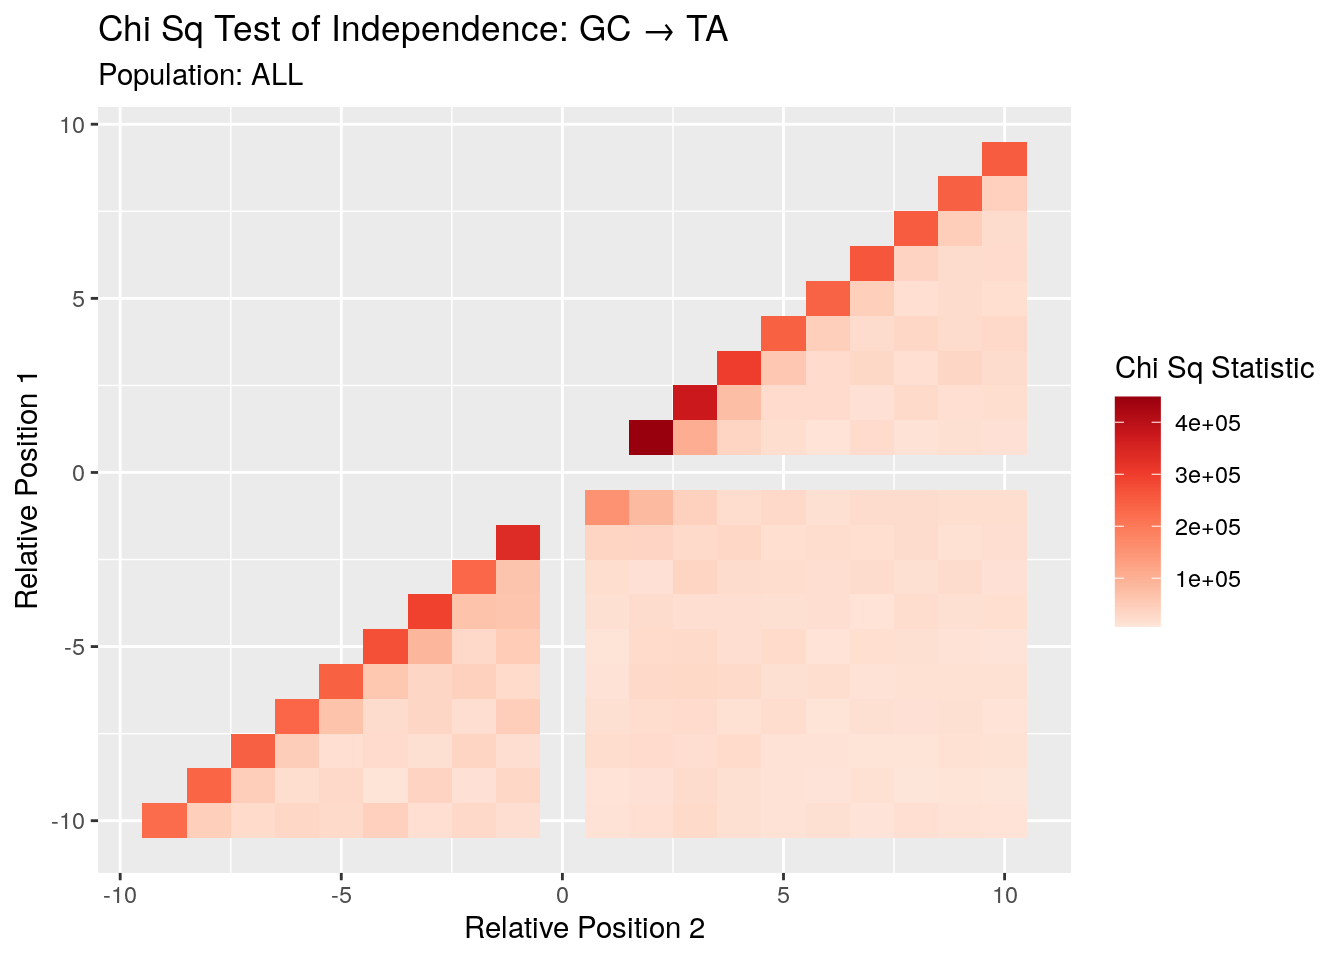 Chi Sq Test of Independence: GC → TA
Population: ALL
10
5
0
-5
-10
Relative Position 1
-10
-5
0
5
10
Relative Position 2
Chi Sq Statistic
4e+05
3e+05
2e+05
1e+05